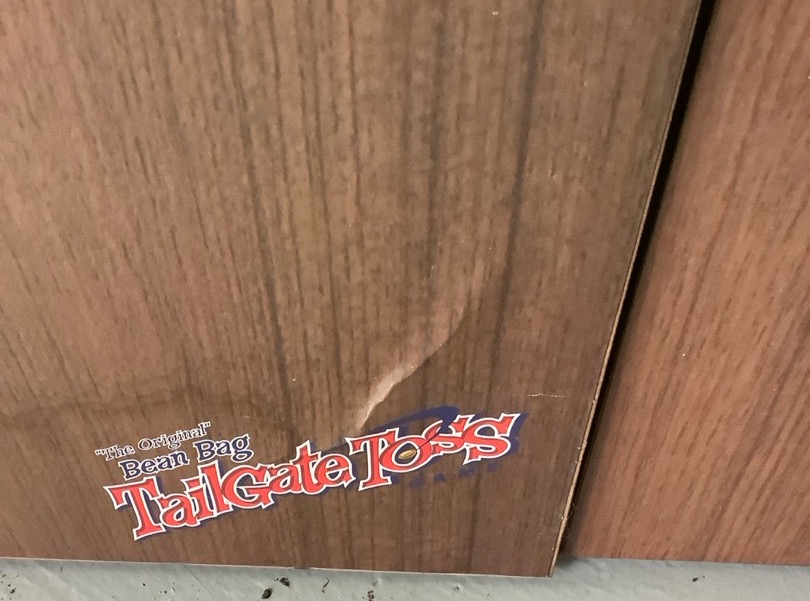 "The Original"
Bean Bag
TailGate Toss